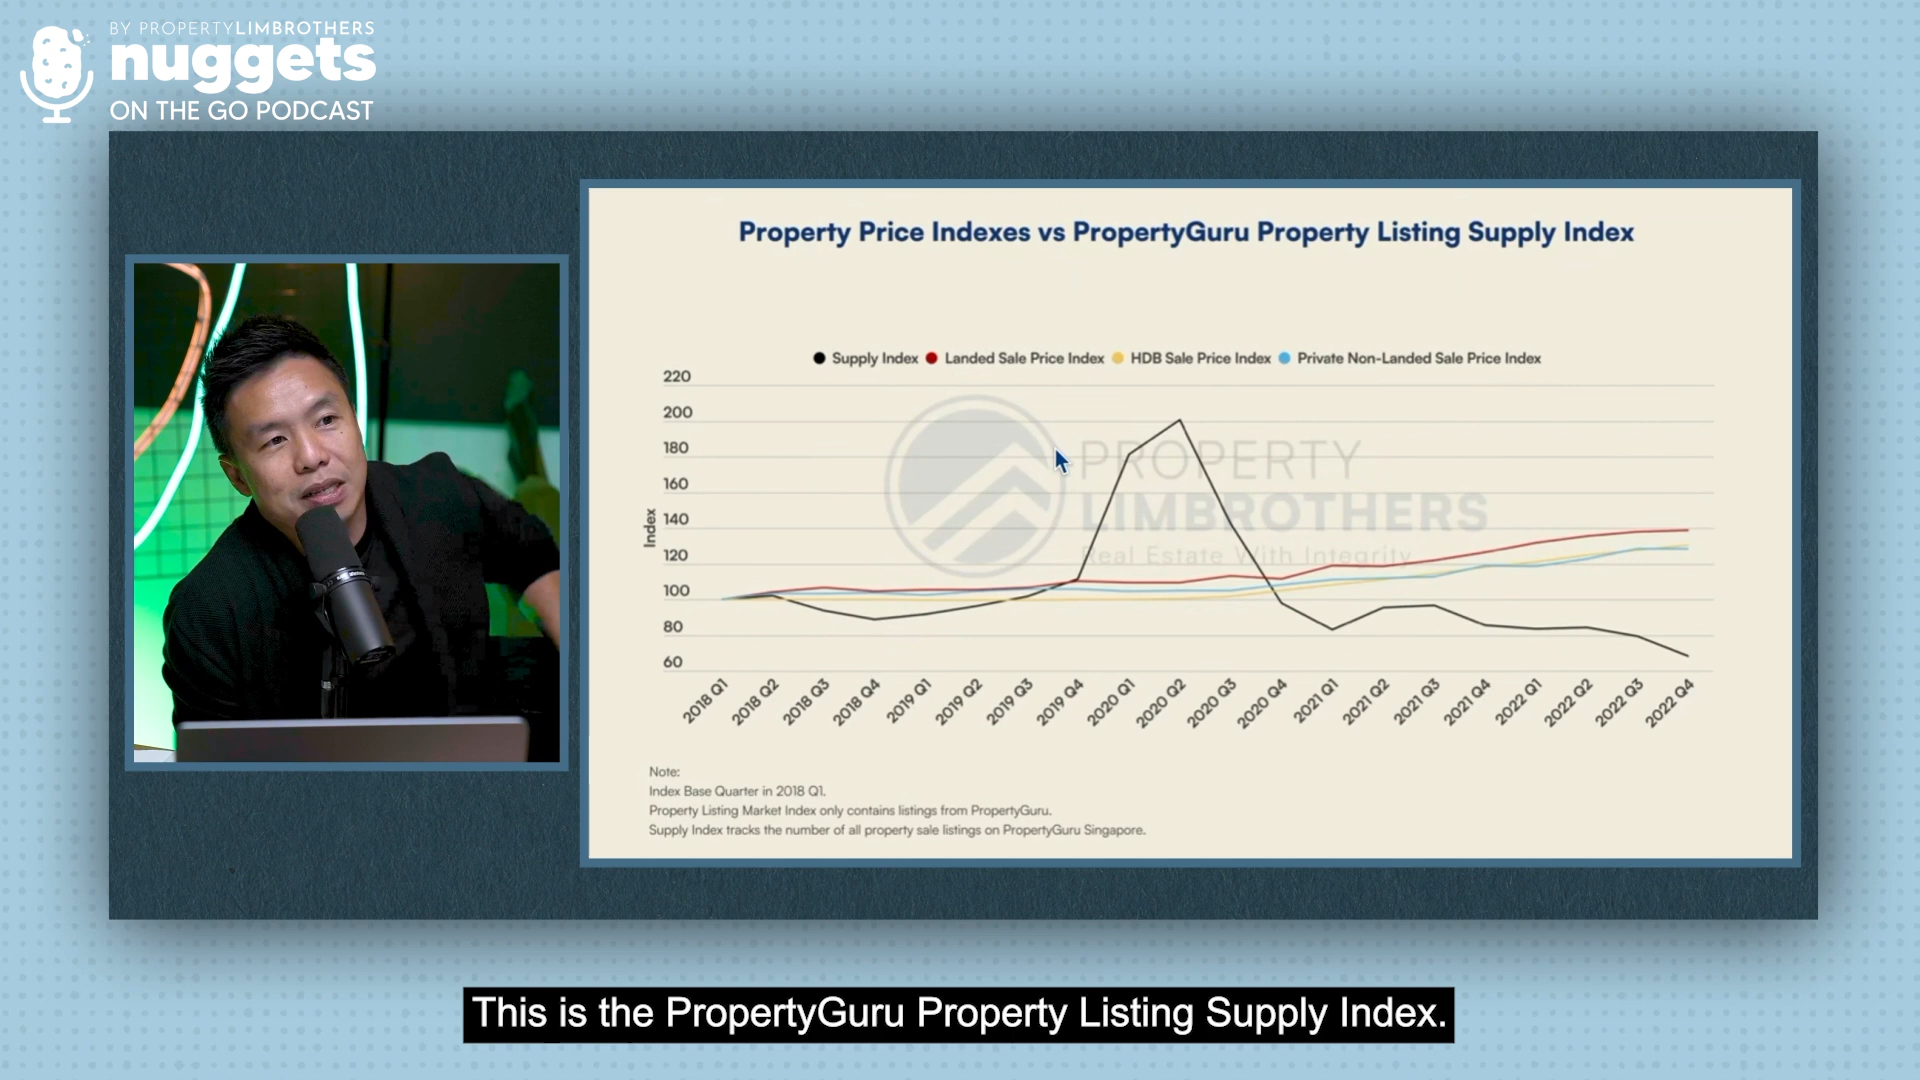 BY PROPERTYLIMBROTHERS
nuggets
ON THE GO PODCAST
Property Price Indexes vs PropertyGuru Property Listing Supply Index
Supply Index Landed Sale Price Index HDB Sale Price Index Private Non-Landed Sale Price Index
220
200
180
160
140
120
100
80
60
Index
PROPERTY
LIMBROTHERS
Real Estate With Integrity
2018 Q1 2018 Q2 2018 Q3 2018 Q4 2019 Q1 2019 Q2 2019 Q3 2019 Q4 2020 Q1 2020 Q2 2020 Q3 2020 Q4 2021 Q1 2021 Q2 2021 Q3 2021 Q4 2022 Q1 2022 Q2 2022 Q3 2022 Q4
Note:
Index Base Quarter in 2018 Q1.
Property Listing Market Index only contains listings from PropertyGuru.
Supply Index tracks the number of all property sale listings on PropertyGuru Singapore.
This is the PropertyGuru Property Listing Supply Index.